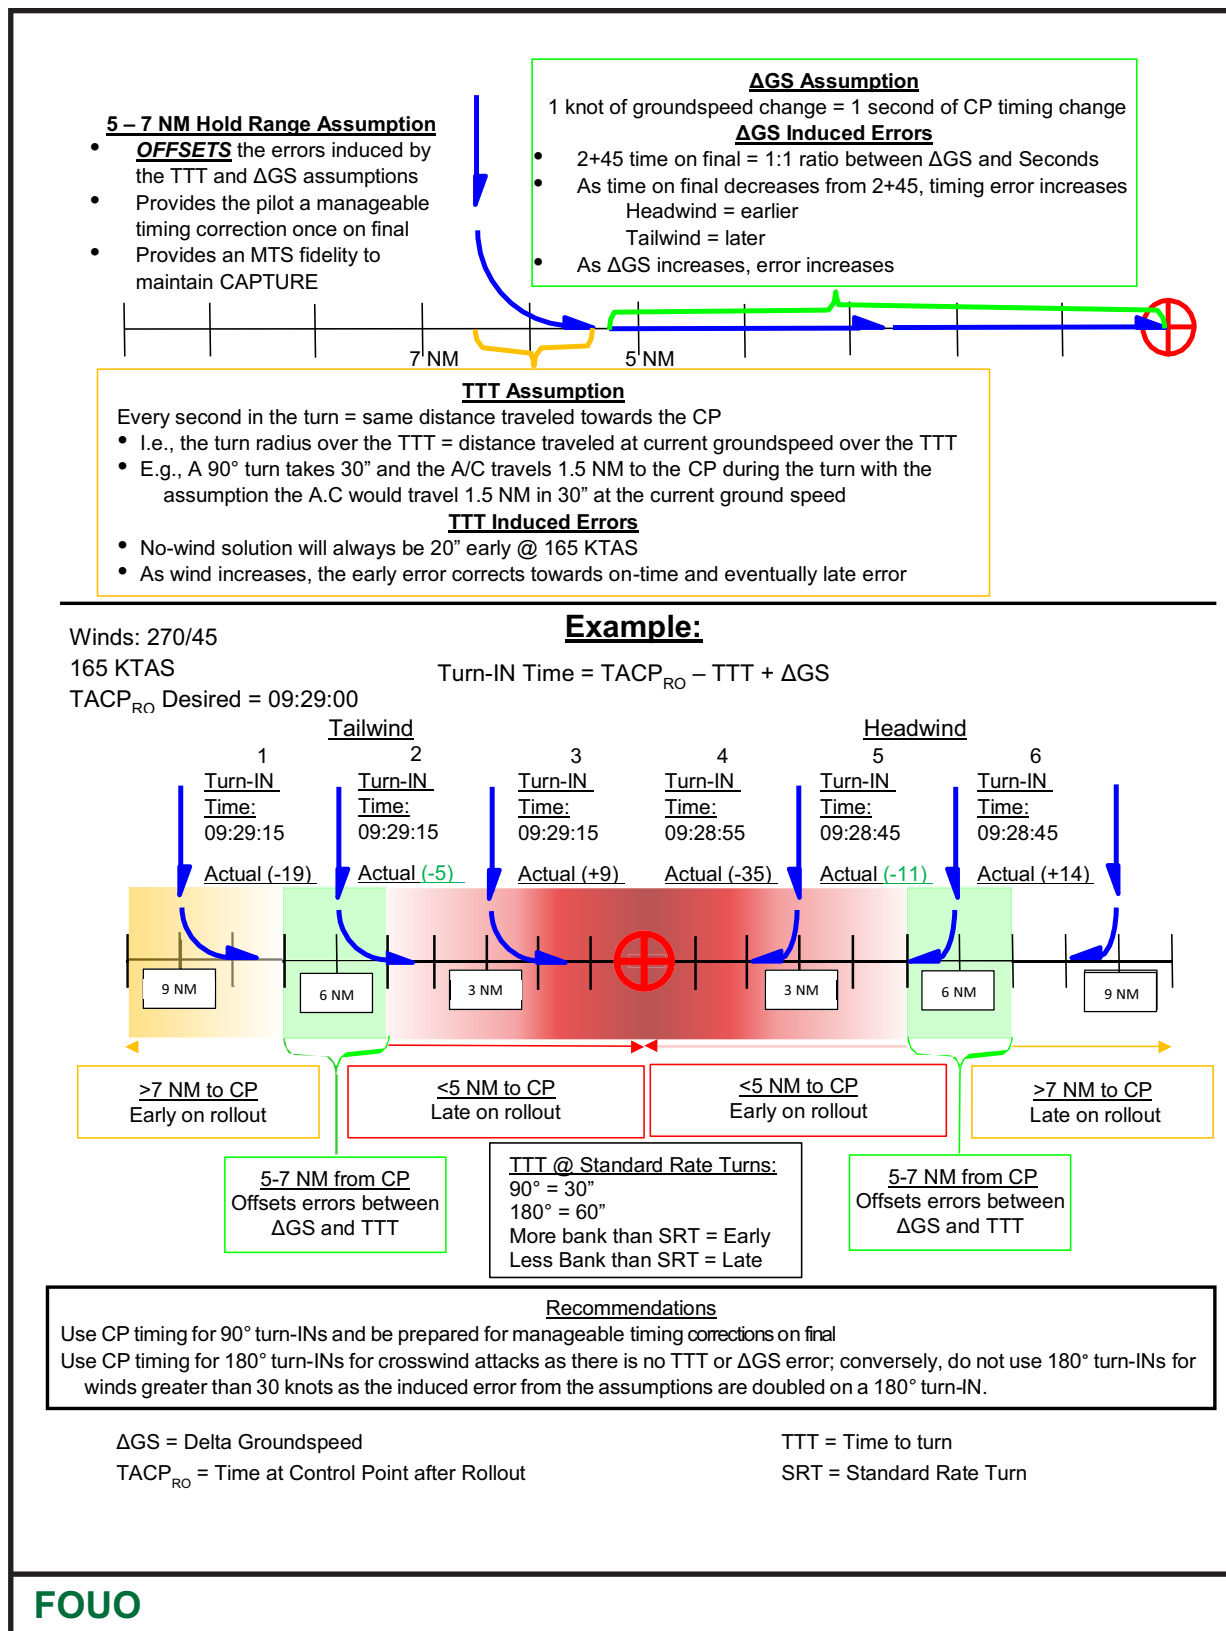 5 – 7 NM Hold Range Assumption
• OFFSETS the errors induced by
the TTT and ΔGS assumptions
• Provides the pilot a manageable
timing correction once on final
• Provides an MTS fidelity to
maintain CAPTURE
ΔGS Assumption
1 knot of groundspeed change = 1 second of CP timing change
ΔGS Induced Errors
• 2+45 time on final = 1:1 ratio between ΔGS and Seconds
• As time on final decreases from 2+45, timing error increases
Headwind = earlier
Tailwind = later
• As ΔGS increases, error increases
7 NM 5 NM
TTT Assumption
Every second in the turn = same distance traveled towards the CP
• I.e., the turn radius over the TTT = distance traveled at current groundspeed over the TTT
• E.g., A 90° turn takes 30” and the A/C travels 1.5 NM to the CP during the turn with the
assumption the A.C would travel 1.5 NM in 30” at the current ground speed
TTT Induced Errors
• No-wind solution will always be 20” early @ 165 KTAS
• As wind increases, the early error corrects towards on-time and eventually late error
Example:
Winds: 270/45
165 KTAS
TACPRO Desired = 09:29:00
Turn-IN Time = TACPRO – TTT + ΔGS
Tailwind Headwind
1 2 3 4 5 6
Turn-IN Turn-IN Turn-IN Turn-IN Turn-IN Turn-IN
Time: Time: Time: Time: Time: Time:
09:29:15 09:29:15 09:29:15 09:28:55 09:28:45 09:28:45
Actual (-19) Actual (-5) Actual (+9) Actual (-35) Actual (-11) Actual (+14)
9 NM 6 NM 3 NM 3 NM 6 NM 9 NM
>7 NM to CP
Early on rollout
<5 NM to CP
Late on rollout
<5 NM to CP
Early on rollout
>7 NM to CP
Late on rollout
5-7 NM from CP
Offsets errors between
ΔGS and TTT
TTT @ Standard Rate Turns:
90° = 30”
180° = 60”
More bank than SRT = Early
Less Bank than SRT = Late
5-7 NM from CP
Offsets errors between
ΔGS and TTT
Recommendations
Use CP timing for 90° turn-INs and be prepared for manageable timing corrections on final
Use CP timing for 180° turn-INs for crosswind attacks as there is no TTT or ΔGS error; conversely, do not use 180° turn-INs for
winds greater than 30 knots as the induced error from the assumptions are doubled on a 180° turn-IN.
ΔGS = Delta Groundspeed TTT = Time to turn
TACPRO = Time at Control Point after Rollout SRT = Standard Rate Turn
FOUO